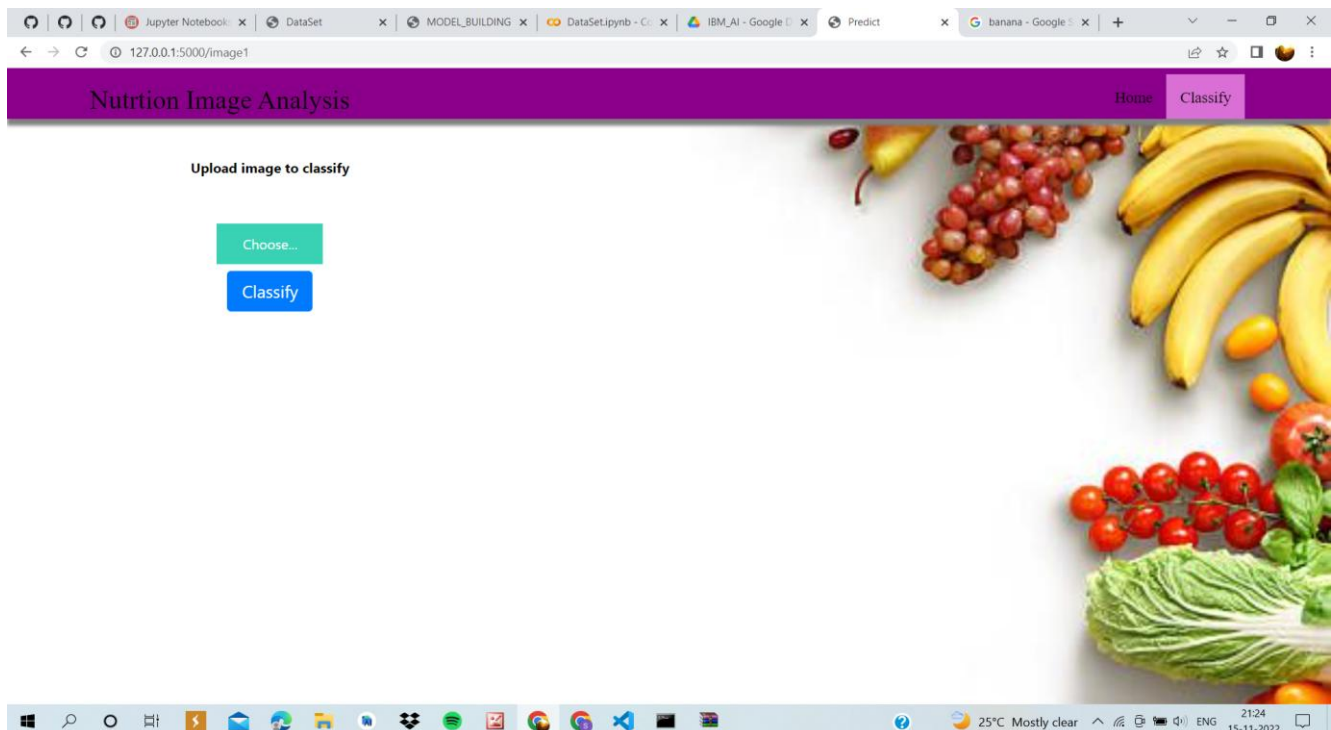 Jupyter Notebook
DataSet
MODEL_BUILDING
DataSet.ipynb - Co
IBM_AI - Google D
Predict
banana - Google S
127.0.0.1:5000/image1
Nutrtion Image Analysis
Home
Classify
Upload image to classify
Choose...
Classify
25°C Mostly clear
ENG
21:24
15-11-2022